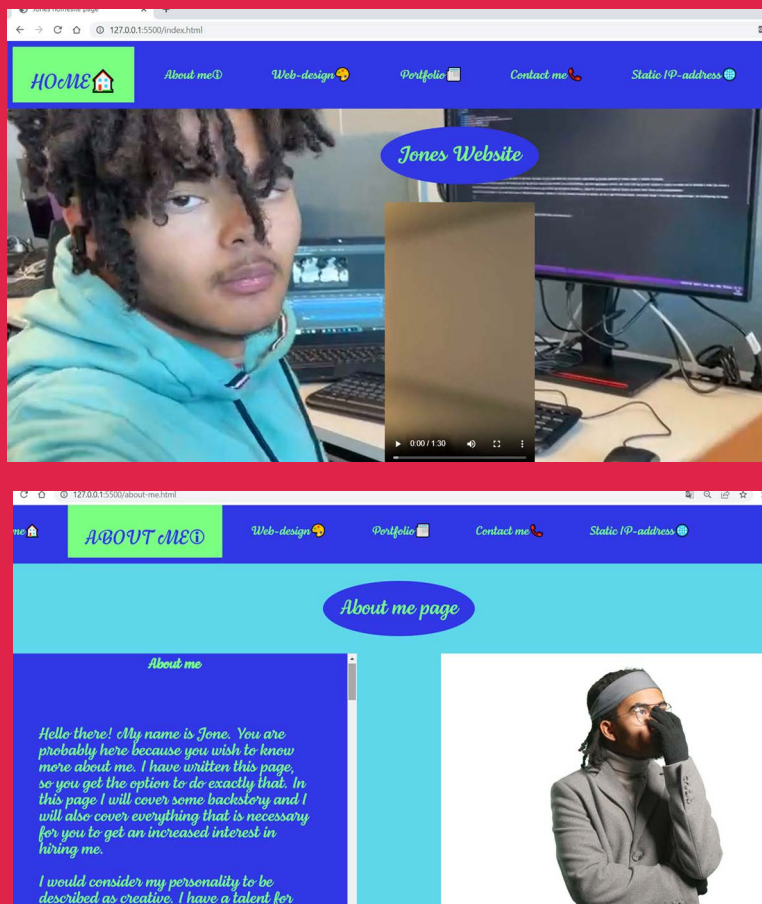 Jones homesite page
127.0.0.1:5500/index.html
HOME About me Web-design Portfolio Contact me Static IP-address
Jones Website
0:00 / 1:30
127.0.0.1:5500/about-me.html
me ABOUT ME Web-design Portfolio Contact me Static IP-address
About me page
About me
Hello there! My name is Jone. You are
probably here because you wish to know
more about me. I have written this page,
so you get the option to do exactly that. In
this page I will cover some backstory and I
will also cover everything that is necessary
for you to get an increased interest in
hiring me.
I would consider my personality to be
described as creative. I have a talent for